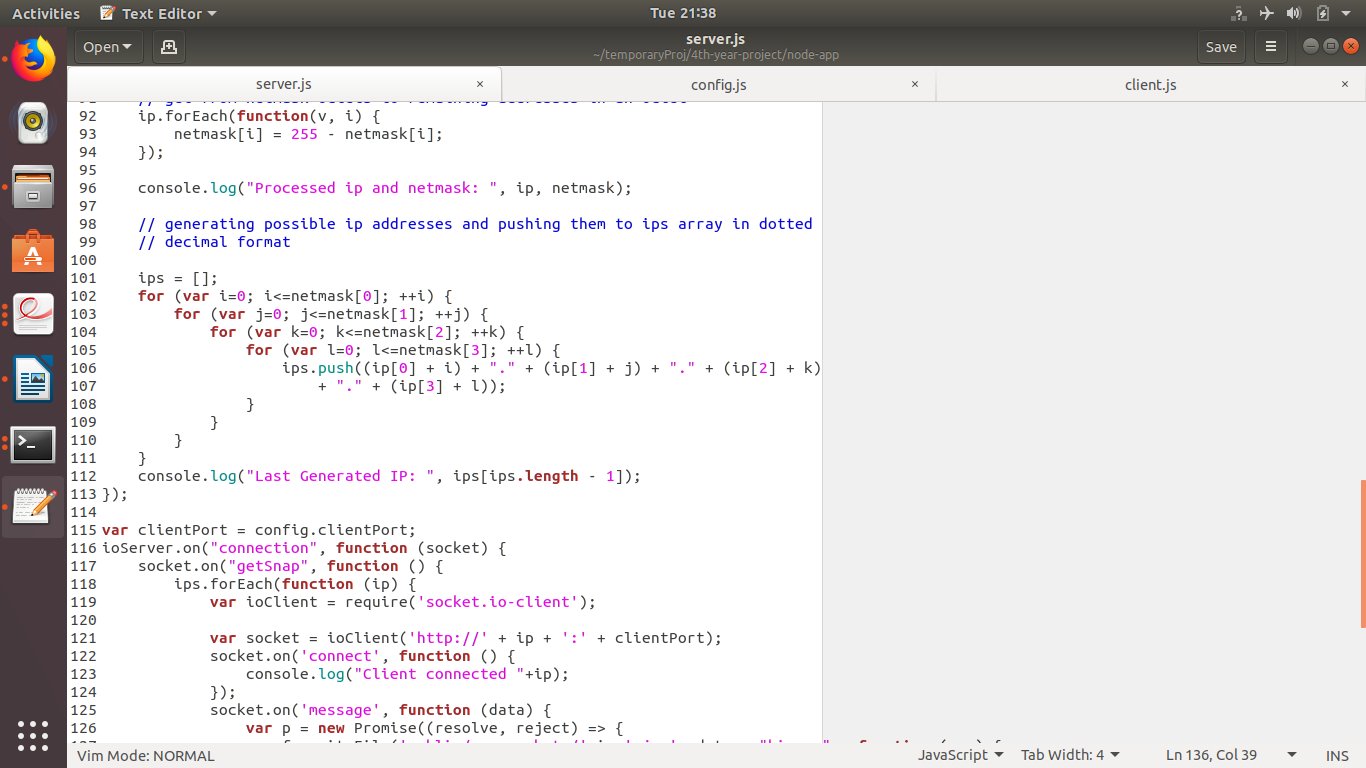 Activities Text Editor Tue 21:38
Open server.js Save
~/temporaryProj/4th-year-project/node-app
server.js × config.js × client.js ×
92 ip.forEach(function(v, i) {
93 netmask[i] = 255 - netmask[i];
94 });
95
96 console.log("Processed ip and netmask: ", ip, netmask);
97
98 // generating possible ip addresses and pushing them to ips array in dotted
99 // decimal format
100
101 ips = [];
102 for (var i=0; i<=netmask[0]; ++i) {
103 for (var j=0; j<=netmask[1]; ++j) {
104 for (var k=0; k<=netmask[2]; ++k) {
105 for (var l=0; l<=netmask[3]; ++l) {
106 ips.push((ip[0] + i) + "." + (ip[1] + j) + "." + (ip[2] + k)
107 + "." + (ip[3] + l));
108 }
109 }
110 }
111 }
112 console.log("Last Generated IP: ", ips[ips.length - 1]);
113 });
114
115 var clientPort = config.clientPort;
116 ioServer.on("connection", function (socket) {
117 socket.on("getSnap", function () {
118 ips.forEach(function (ip) {
119 var ioClient = require('socket.io-client');
120
121 var socket = ioClient('http://' + ip + ':' + clientPort);
122 socket.on('connect', function () {
123 console.log("Client connected "+ip);
124 });
125 socket.on('message', function (data) {
126 var p = new Promise((resolve, reject) => {
Vim Mode: NORMAL JavaScript Tab Width: 4 Ln 136, Col 39 INS